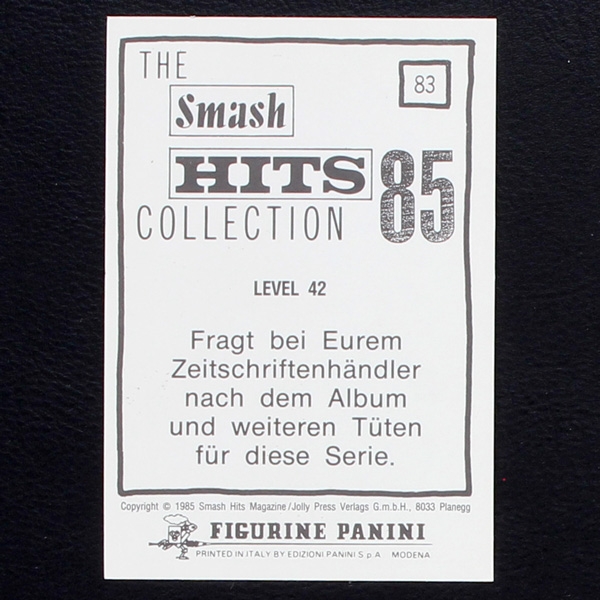 THE
83
Smash
HITS 85
COLLECTION
LEVEL 42
Fragt bei Eurem
Zeitschriftenhändler
nach dem Album
und weiteren Tüten
für diese Serie.
Copyright © 1985 Smash Hits Magazine/Jolly Press Verlags G.m.b.H., 8033 Planegg
FIGURINE PANINI
PRINTED IN ITALY BY EDIZIONI PANINI S.p.A. MODENA